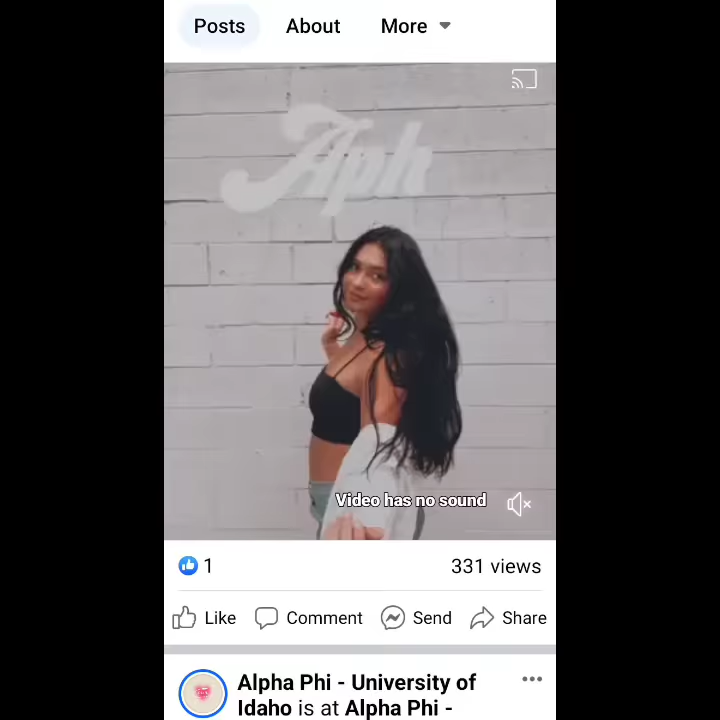 Posts About More
Aph
Video has no sound
1 331 views
Like Comment Send Share
Alpha Phi - University of
Idaho is at Alpha Phi -